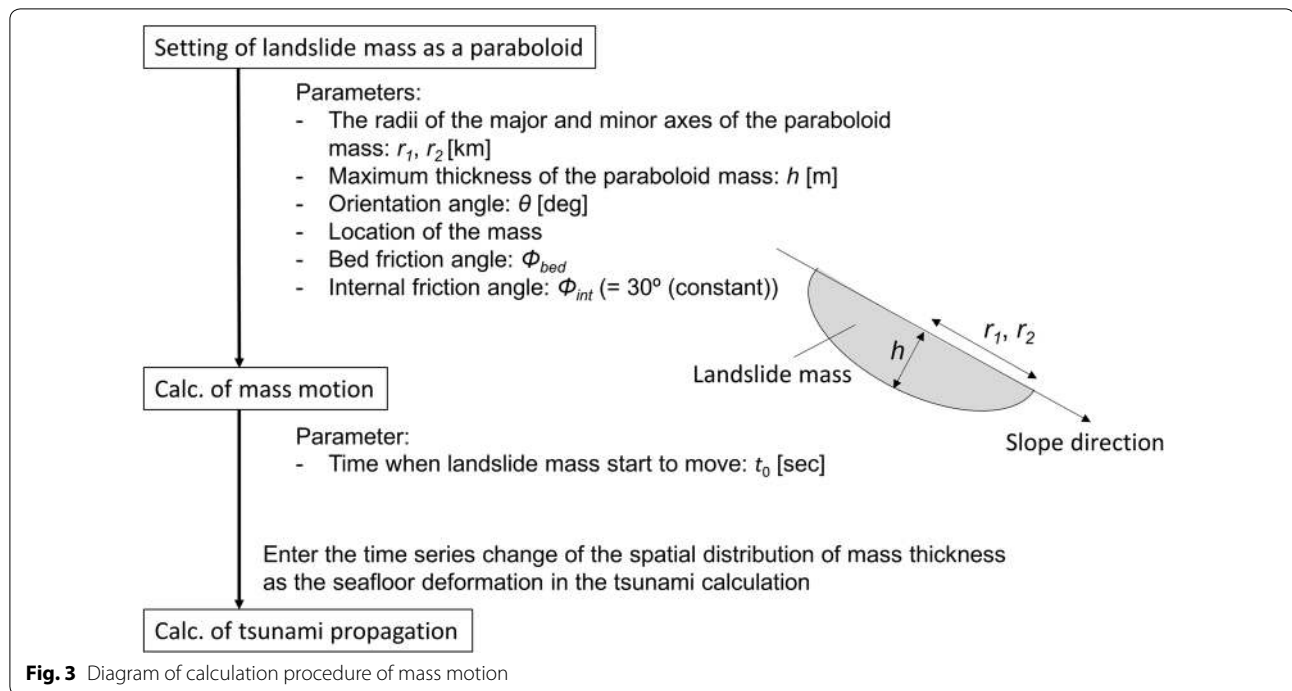 Setting of landslide mass as a paraboloid
Parameters:
- The radii of the major and minor axes of the paraboloid
mass: r₁, r₂ [km]
- Maximum thickness of the paraboloid mass: h [m]
- Orientation angle: θ [deg]
- Location of the mass
- Bed friction angle: Φbed
- Internal friction angle: Φint (= 30º (constant))
r₁, r₂
h
Landslide mass
Slope direction
Calc. of mass motion
Parameter:
- Time when landslide mass start to move: t₀ [sec]
Enter the time series change of the spatial distribution of mass thickness
as the seafloor deformation in the tsunami calculation
Calc. of tsunami propagation
Fig. 3 Diagram of calculation procedure of mass motion